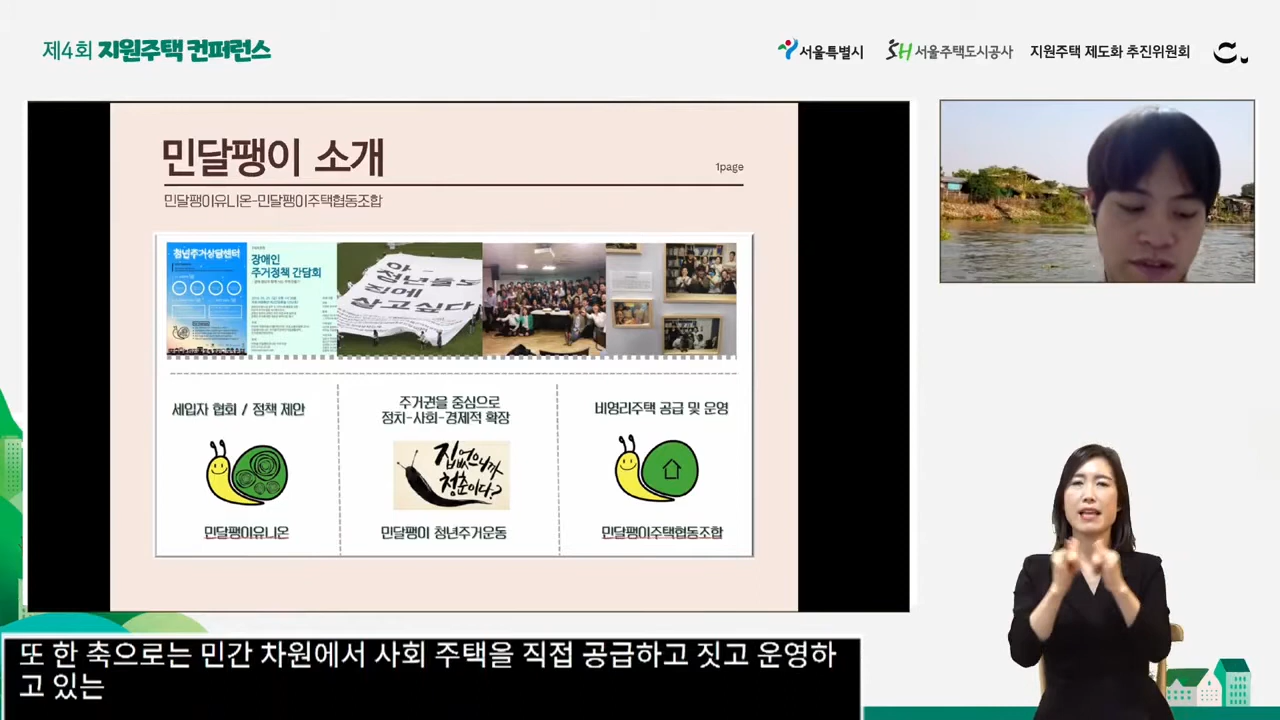 제4회 지원주택 컨퍼런스
서울특별시
SH 서울주택도시공사
지원주택 제도화 추진위원회
민달팽이 소개
1page
민달팽이유니온-민달팽이주택협동조합
청년주거상담센터
장애인
주거정책 간담회
아
청년들도
집에
살고싶다
세입자 협회 / 정책 제안
주거권을 중심으로
정치-사회-경제적 확장
비영리주택 공급 및 운영
집없으니까
청춘이다?
민달팽이유니온
민달팽이 청년주거운동
민달팽이주택협동조합
또 한 축으로는 민간 차원에서 사회 주택을 직접 공급하고 짓고 운영하
고 있는